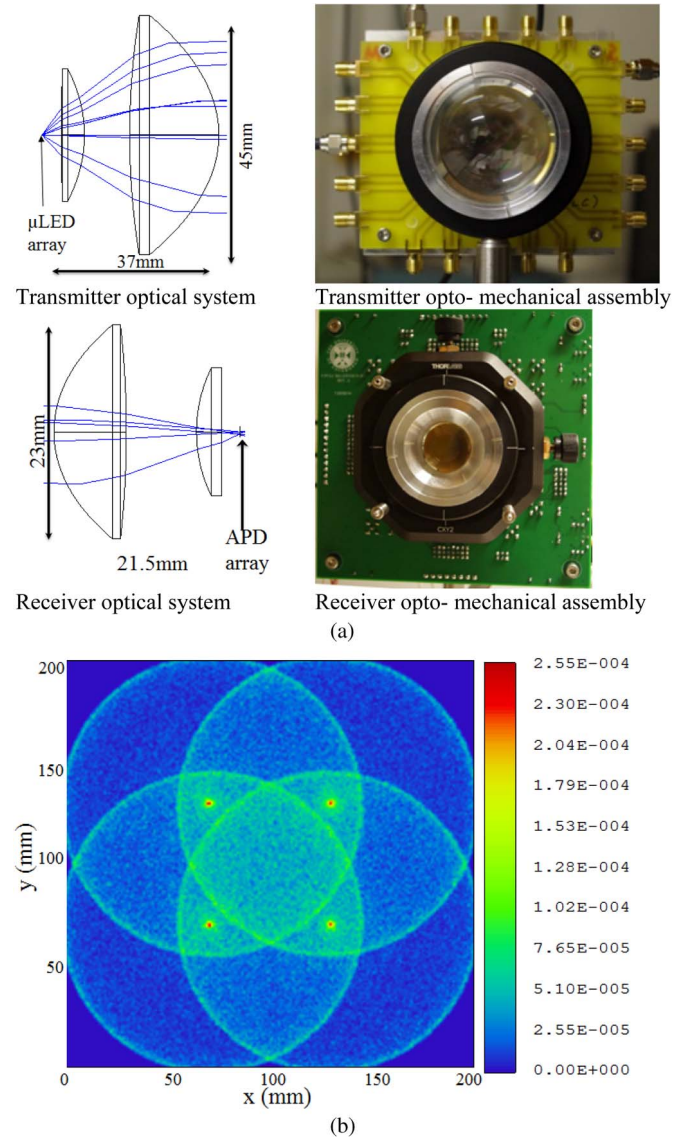 45mm
µLED
array
37mm
Transmitter optical system
Transmitter opto- mechanical assembly
23mm
21.5mm
APD
array
THORLABS
CXY2
Receiver optical system
Receiver opto- mechanical assembly
(a)
200
150
100
50
0
50
100
150
200
y (mm)
x (mm)
2.55E-004
2.30E-004
2.04E-004
1.79E-004
1.53E-004
1.28E-004
1.02E-004
7.65E-005
5.10E-005
2.55E-005
0.00E+000
(b)